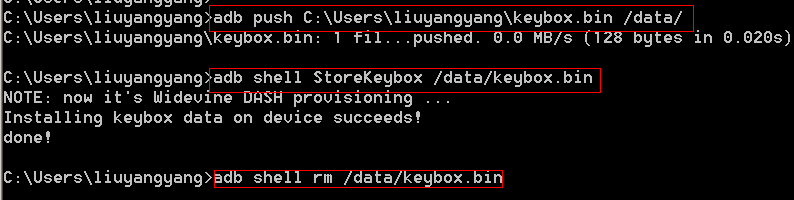 C:\Users\liuyangyang>adb push C:\Users\liuyangyang\keybox.bin /data/
C:\Users\liuyangyang\keybox.bin: 1 fil...pushed. 0.0 MB/s (128 bytes in 0.020s)
C:\Users\liuyangyang>adb shell StoreKeybox /data/keybox.bin
NOTE: now it's Widevine DASH provisioning ...
Installing keybox data on device succeeds!
done!
C:\Users\liuyangyang>adb shell rm /data/keybox.bin